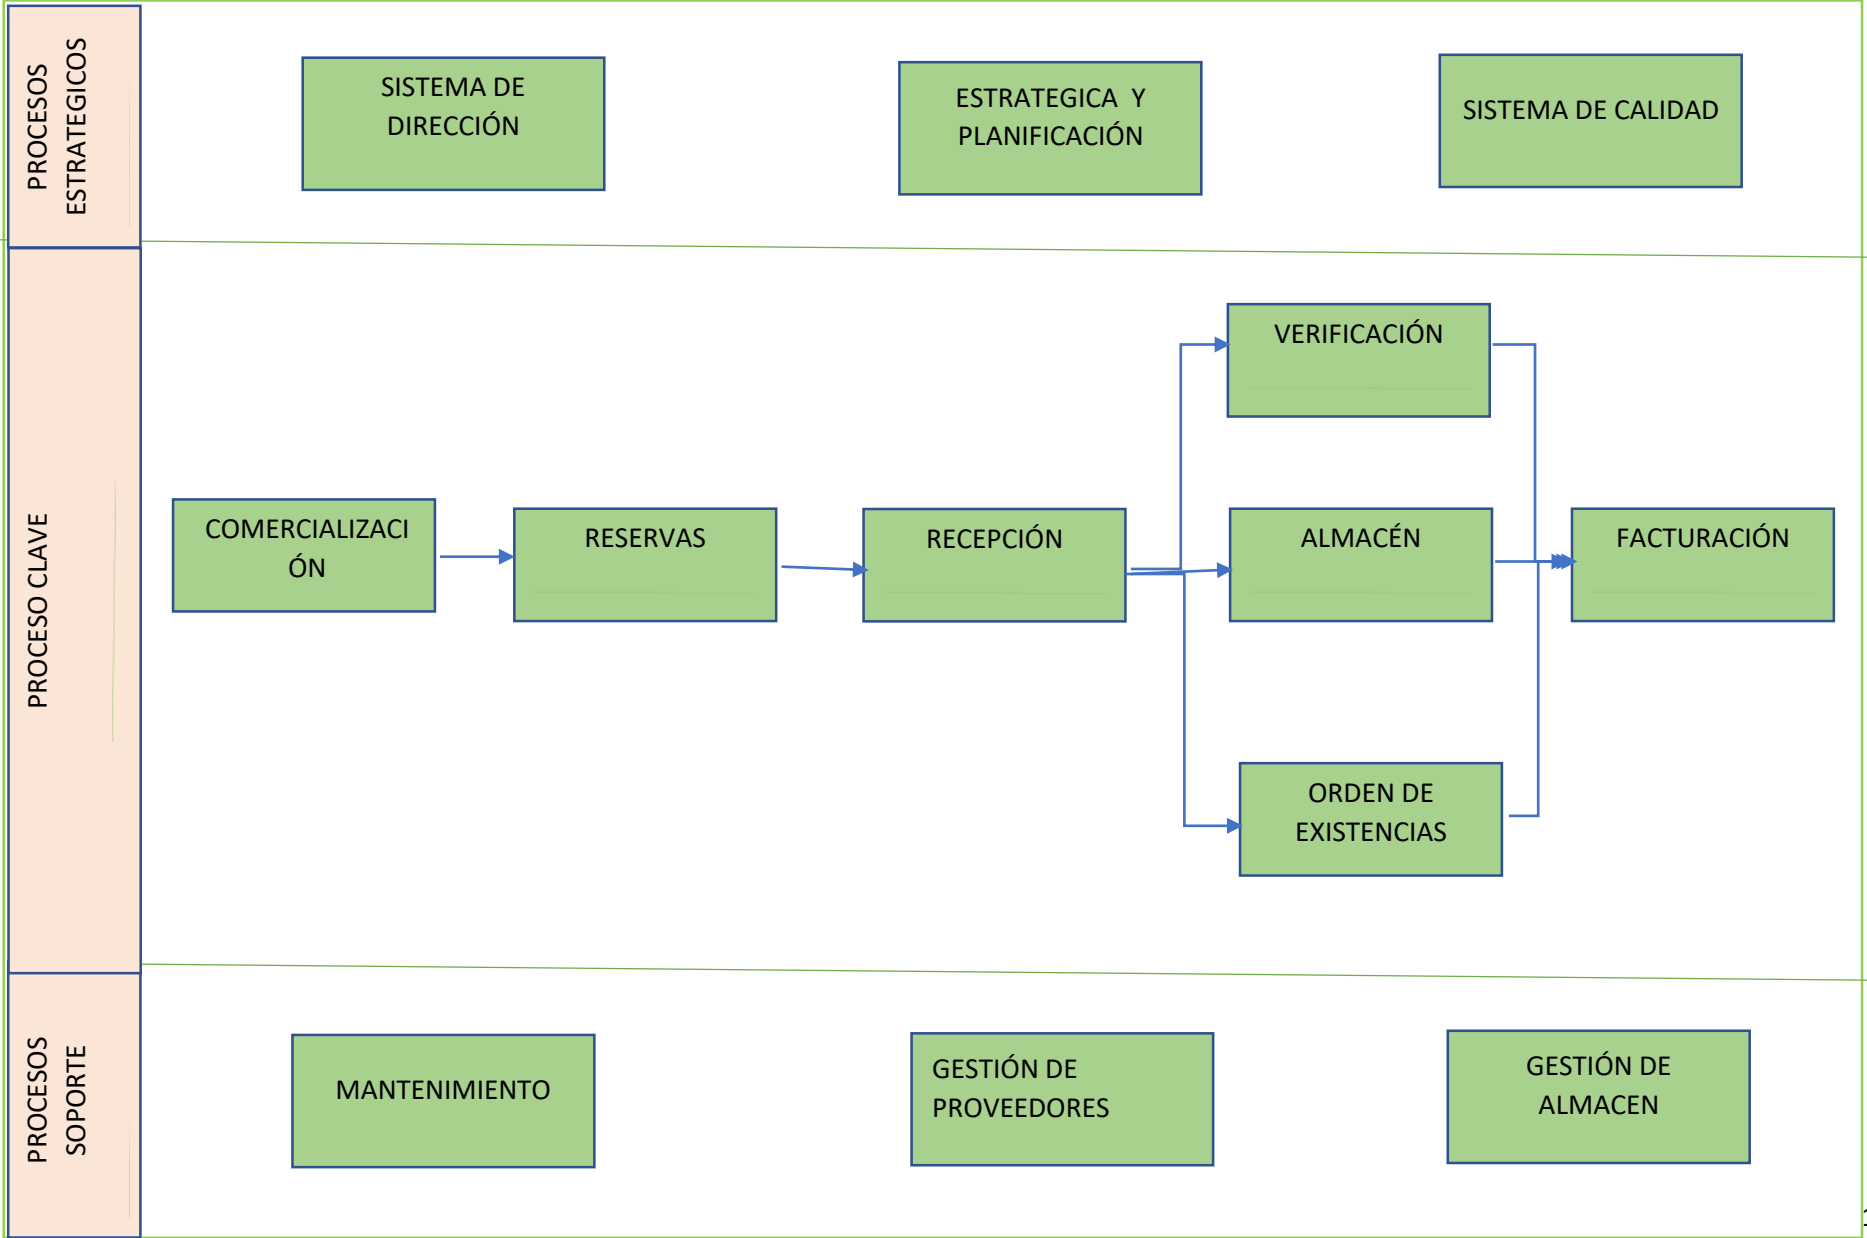 PROCESOS
ESTRATEGICOS
SISTEMA DE
DIRECCIÓN
ESTRATEGICA Y
PLANIFICACIÓN
SISTEMA DE CALIDAD
PROCESO CLAVE
COMERCIALIZACI
ÓN
RESERVAS
RECEPCIÓN
VERIFICACIÓN
ALMACÉN
ORDEN DE
EXISTENCIAS
FACTURACIÓN
PROCESOS
SOPORTE
MANTENIMIENTO
GESTIÓN DE
PROVEEDORES
GESTIÓN DE
ALMACEN